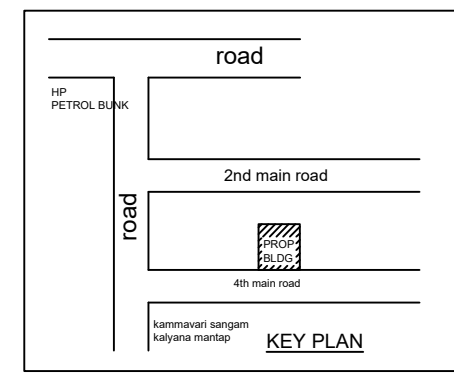 road
HP
PETROL BUNK
2nd main road
road
PROP
BLDG
4th main road
kammavari sangam
kalyana mantap
KEY PLAN